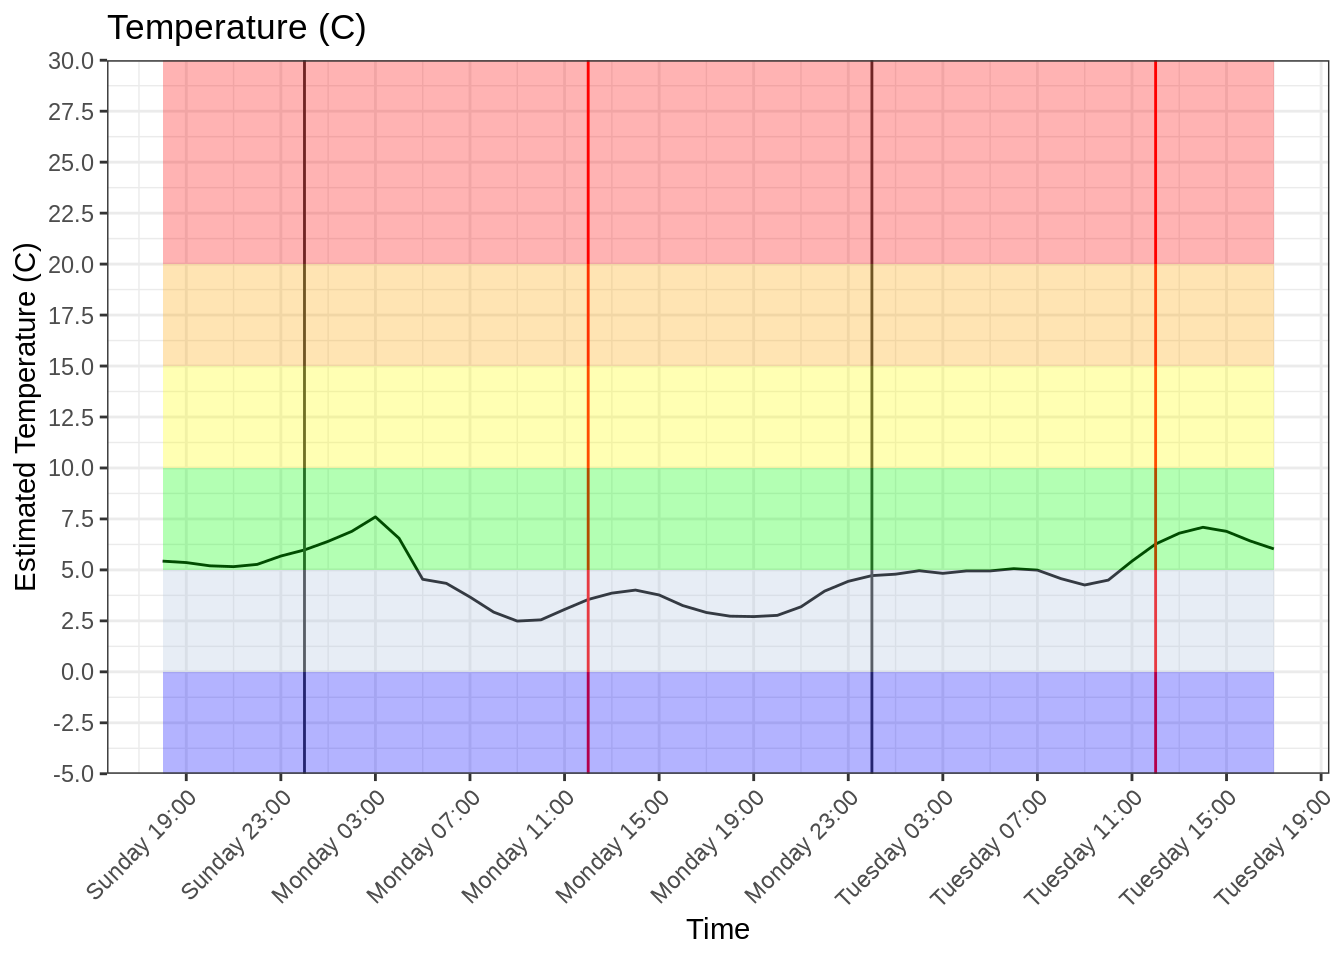 Temperature (C)
30.0
27.5
25.0
22.5
20.0
17.5
15.0
12.5
10.0
7.5
5.0
2.5
0.0
-2.5
-5.0
Estimated Temperature (C)
Sunday 19:00
Sunday 23:00
Monday 03:00
Monday 07:00
Monday 11:00
Monday 15:00
Monday 19:00
Monday 23:00
Tuesday 03:00
Tuesday 07:00
Tuesday 11:00
Tuesday 15:00
Tuesday 19:00
Time